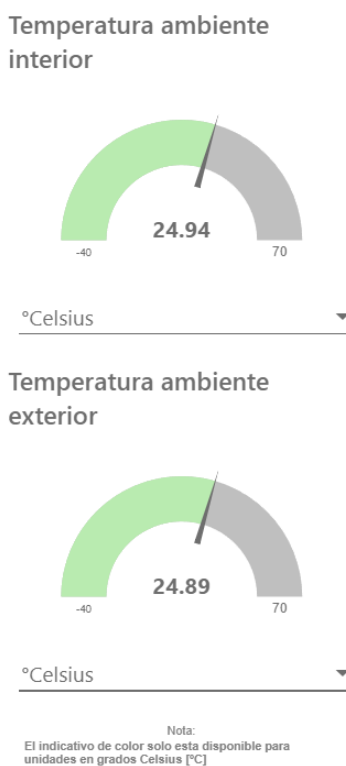 Temperatura ambiente
interior
24.94
-40 70
°Celsius
Temperatura ambiente
exterior
24.89
-40 70
°Celsius
Nota:
El indicativo de color solo esta disponible para
unidades en grados Celsius [ºC]